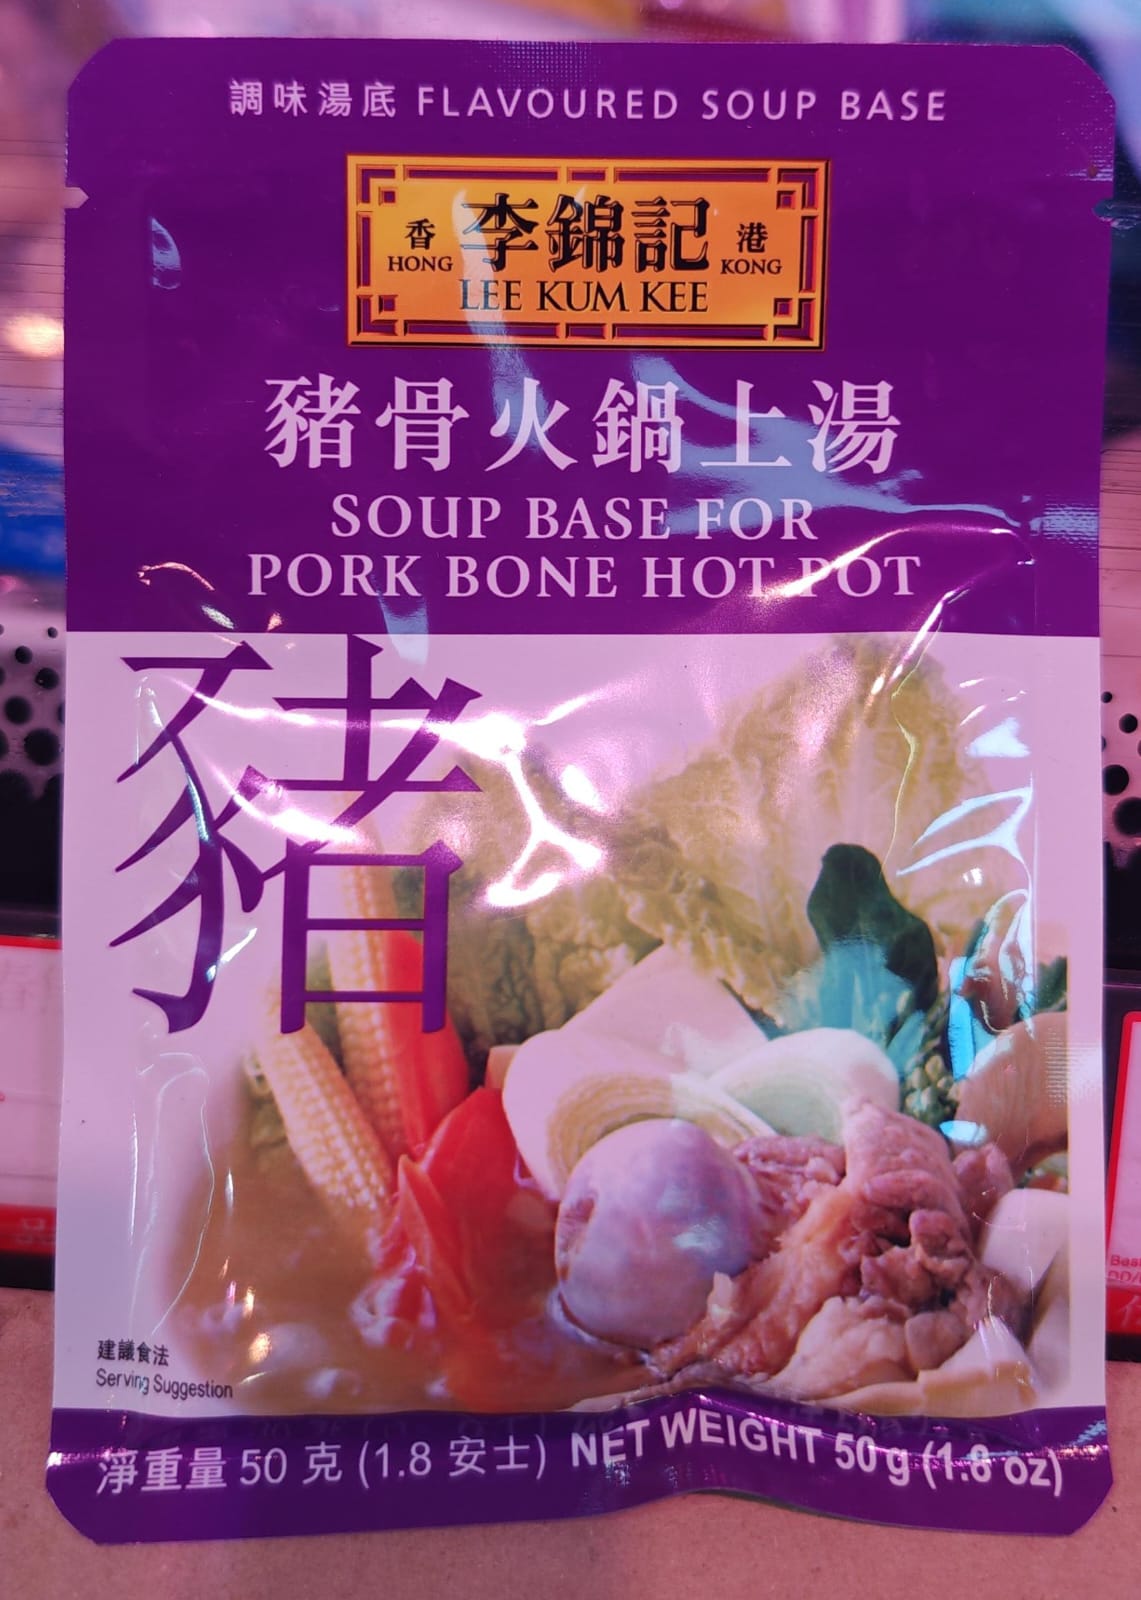 調味湯底 FLAVOURED SOUP BASE
香 李錦記 港
HONG LEE KUM KEE KONG
豬骨火鍋上湯
SOUP BASE FOR
PORK BONE HOT POT
豬
建議食法
Serving Suggestion
淨重量 50 克 (1.8 安士) NET WEIGHT 50 g (1.8 oz)